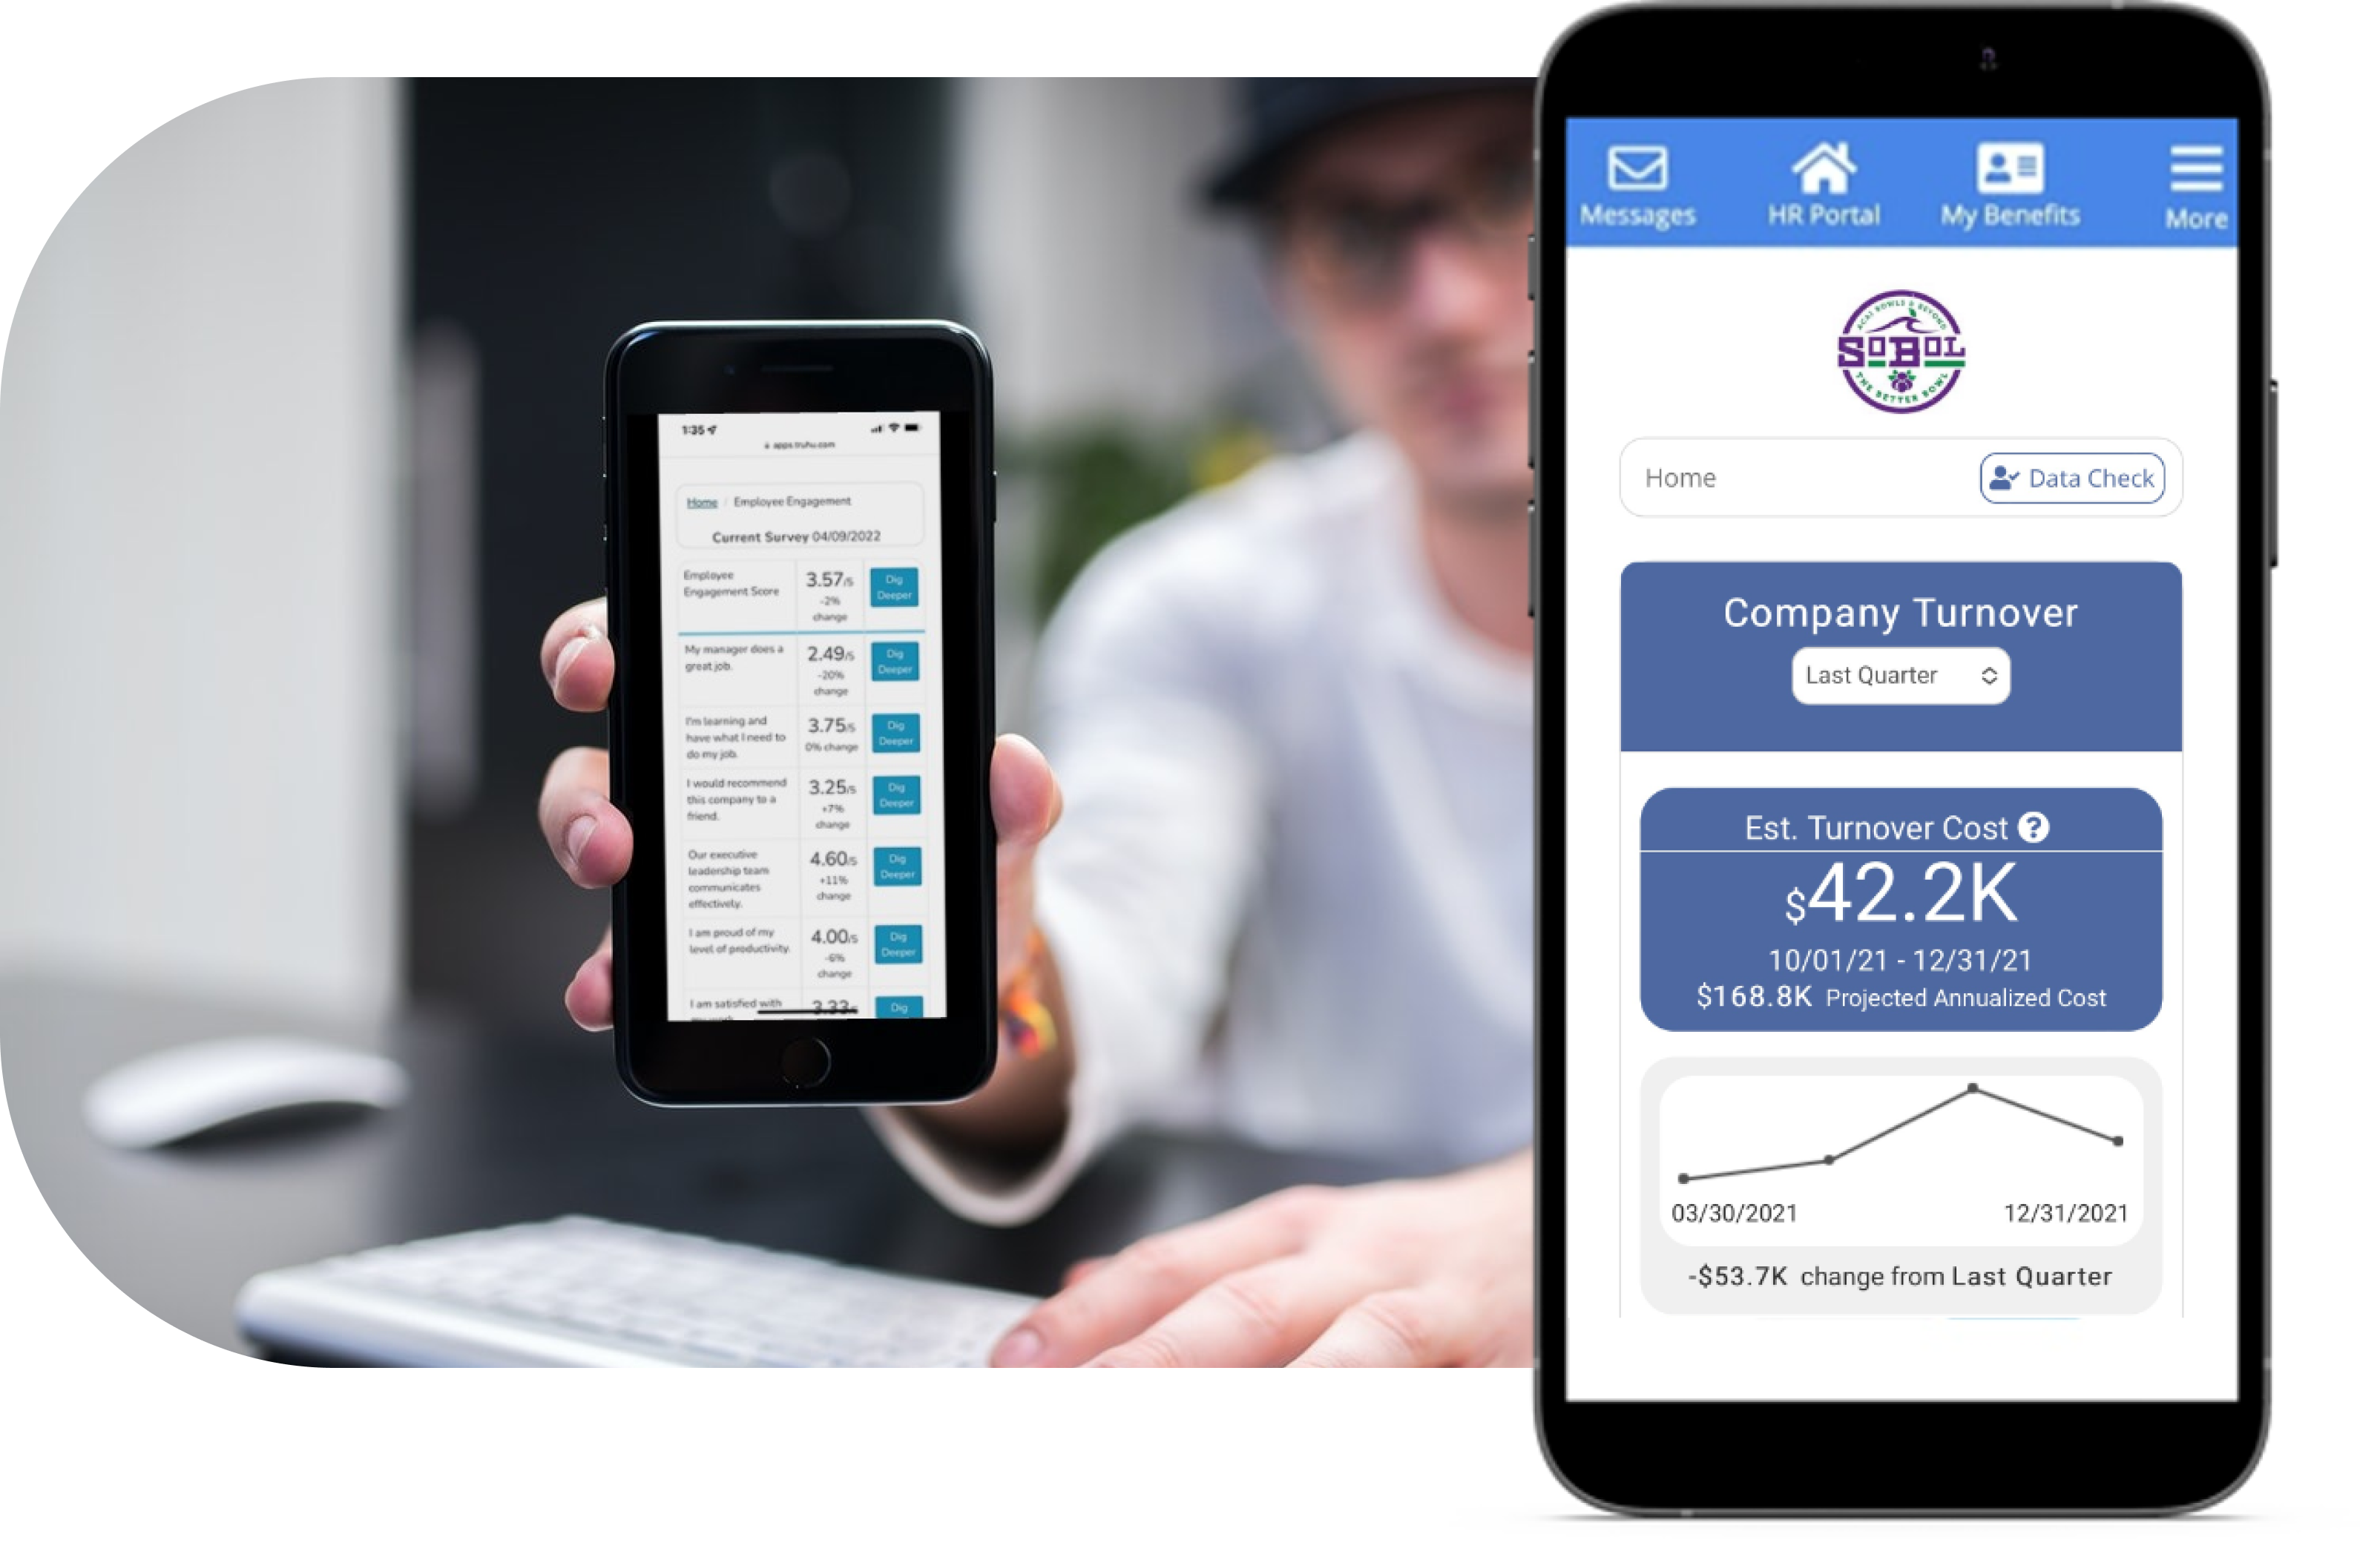 1:35
apps.truhu.com
Home / Employee Engagement
Current Survey 04/09/2022
Employee
Engagement Score
3.57/5
-2%
change
Dig
Deeper
My manager does a
great job.
2.49/5
-20%
change
Dig
Deeper
I'm learning and
have what I need to
do my job.
3.75/5
0% change
Dig
Deeper
I would recommend
this company to a
friend.
3.25/5
+7%
change
Dig
Deeper
Our executive
leadership team
communicates
effectively.
4.60/5
+11%
change
Dig
Deeper
I am proud of my
level of productivity.
4.00/5
-6%
change
Dig
Deeper
I am satisfied with
3.33/5
Dig
Messages
HR Portal
My Benefits
More
ACAI BOWLS & BEYOND
SOBOL
THE BETTER BOWL
Home
Data Check
Company Turnover
Last Quarter
Est. Turnover Cost ?
$42.2K
10/01/21 - 12/31/21
$168.8K Projected Annualized Cost
03/30/2021
12/31/2021
-$53.7K change from Last Quarter